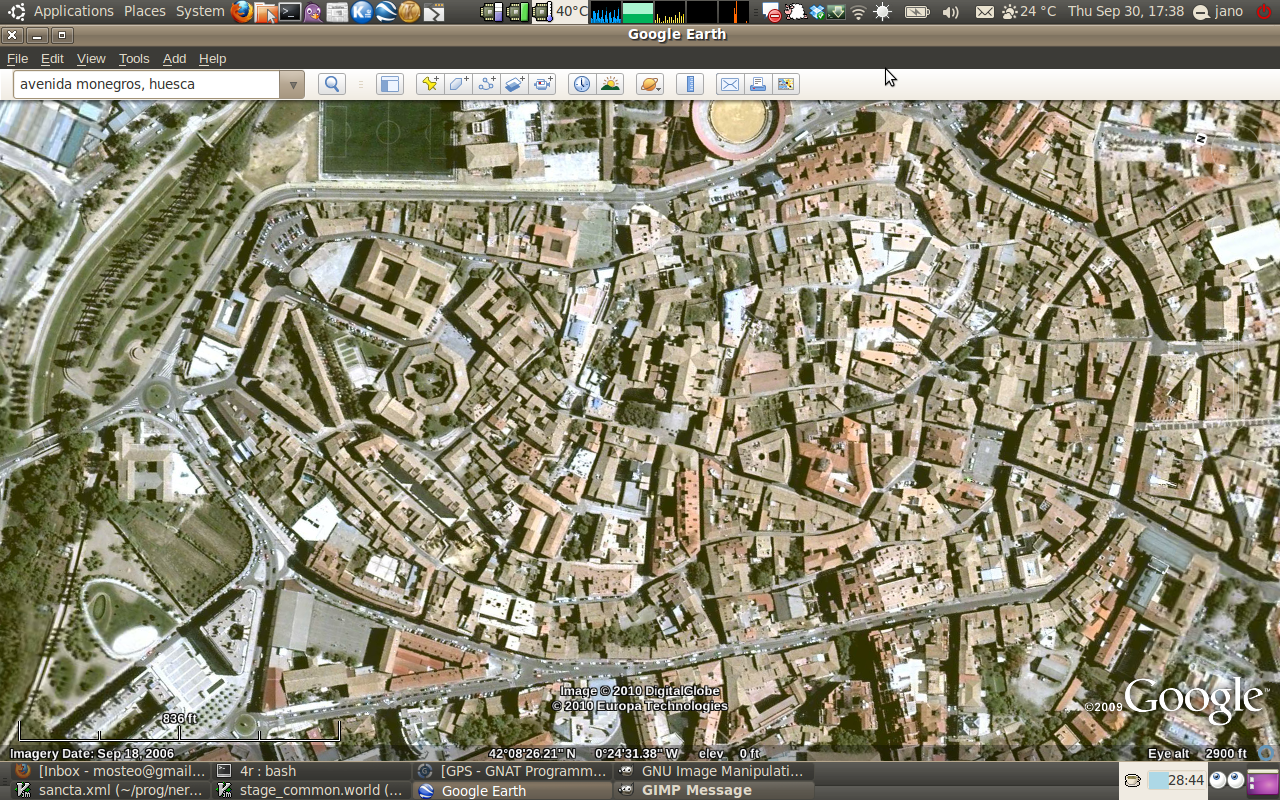 Applications Places System
40°C
24 °C Thu Sep 30, 17:38 jano
Google Earth
File Edit View Tools Add Help
avenida monegros, huesca
N
Image © 2010 DigitalGlobe
© 2010 Europa Technologies
©2009 Google™
836 ft
Imagery Date: Sep 18, 2006 42°08'26.21" N 0°24'31.38" W elev 0 ft Eye alt 2900 ft
[Inbox - mosteo@gmail... 4r : bash [GPS - GNAT Programm... GNU Image Manipulati...
sancta.xml (~/prog/ner... stage_common.world (... Google Earth GIMP Message
28:44